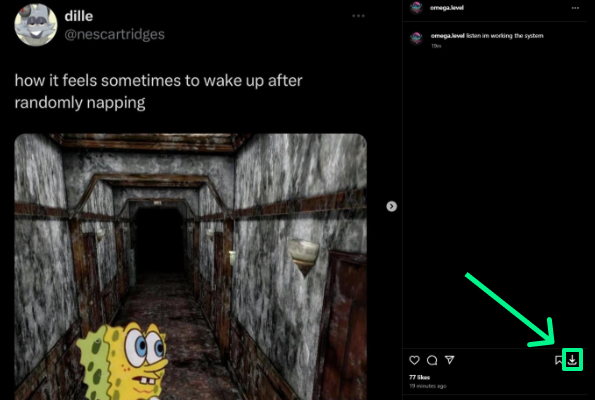 dille
@nescartridges
how it feels sometimes to wake up after
randomly napping
omega.level
omega.level listen im working the system
19m
77 likes
19 minutes ago